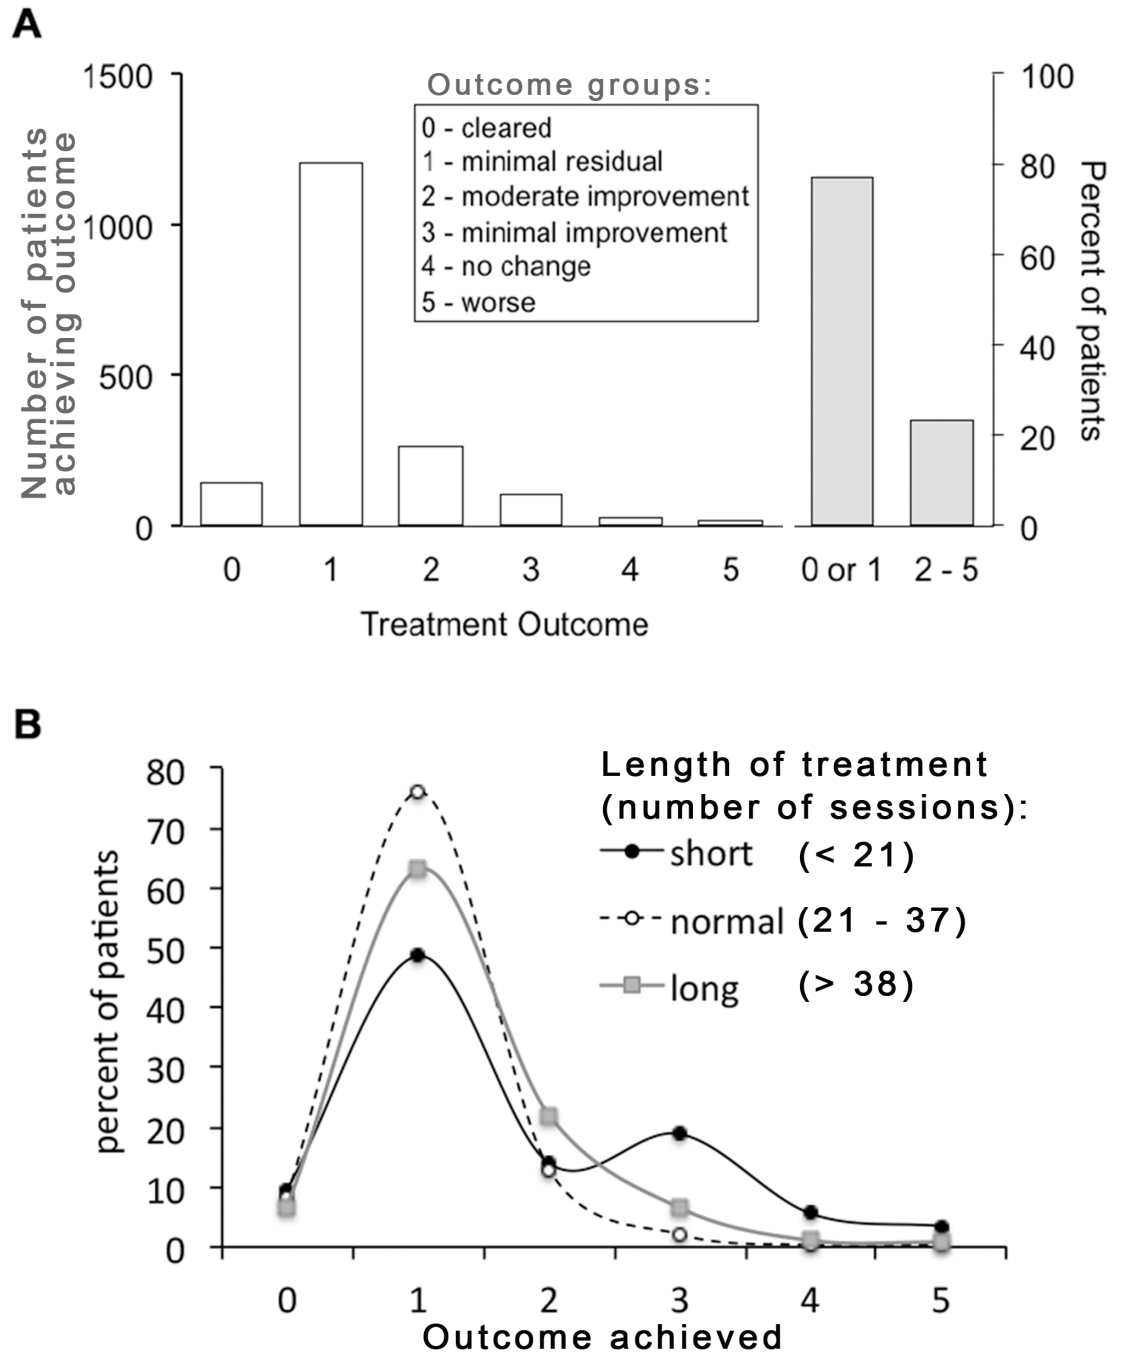 A
Number of patients
achieving outcome
1500
1000
500
0
Outcome groups:
0 - cleared
1 - minimal residual
2 - moderate improvement
3 - minimal improvement
4 - no change
5 - worse
100
80
60
40
20
0
Percent of patients
0 1 2 3 4 5 0 or 1 2 - 5
Treatment Outcome
B
percent of patients
80
70
60
50
40
30
20
10
0
Length of treatment
(number of sessions):
short (< 21)
normal (21 - 37)
long (> 38)
0 1 2 3 4 5
Outcome achieved